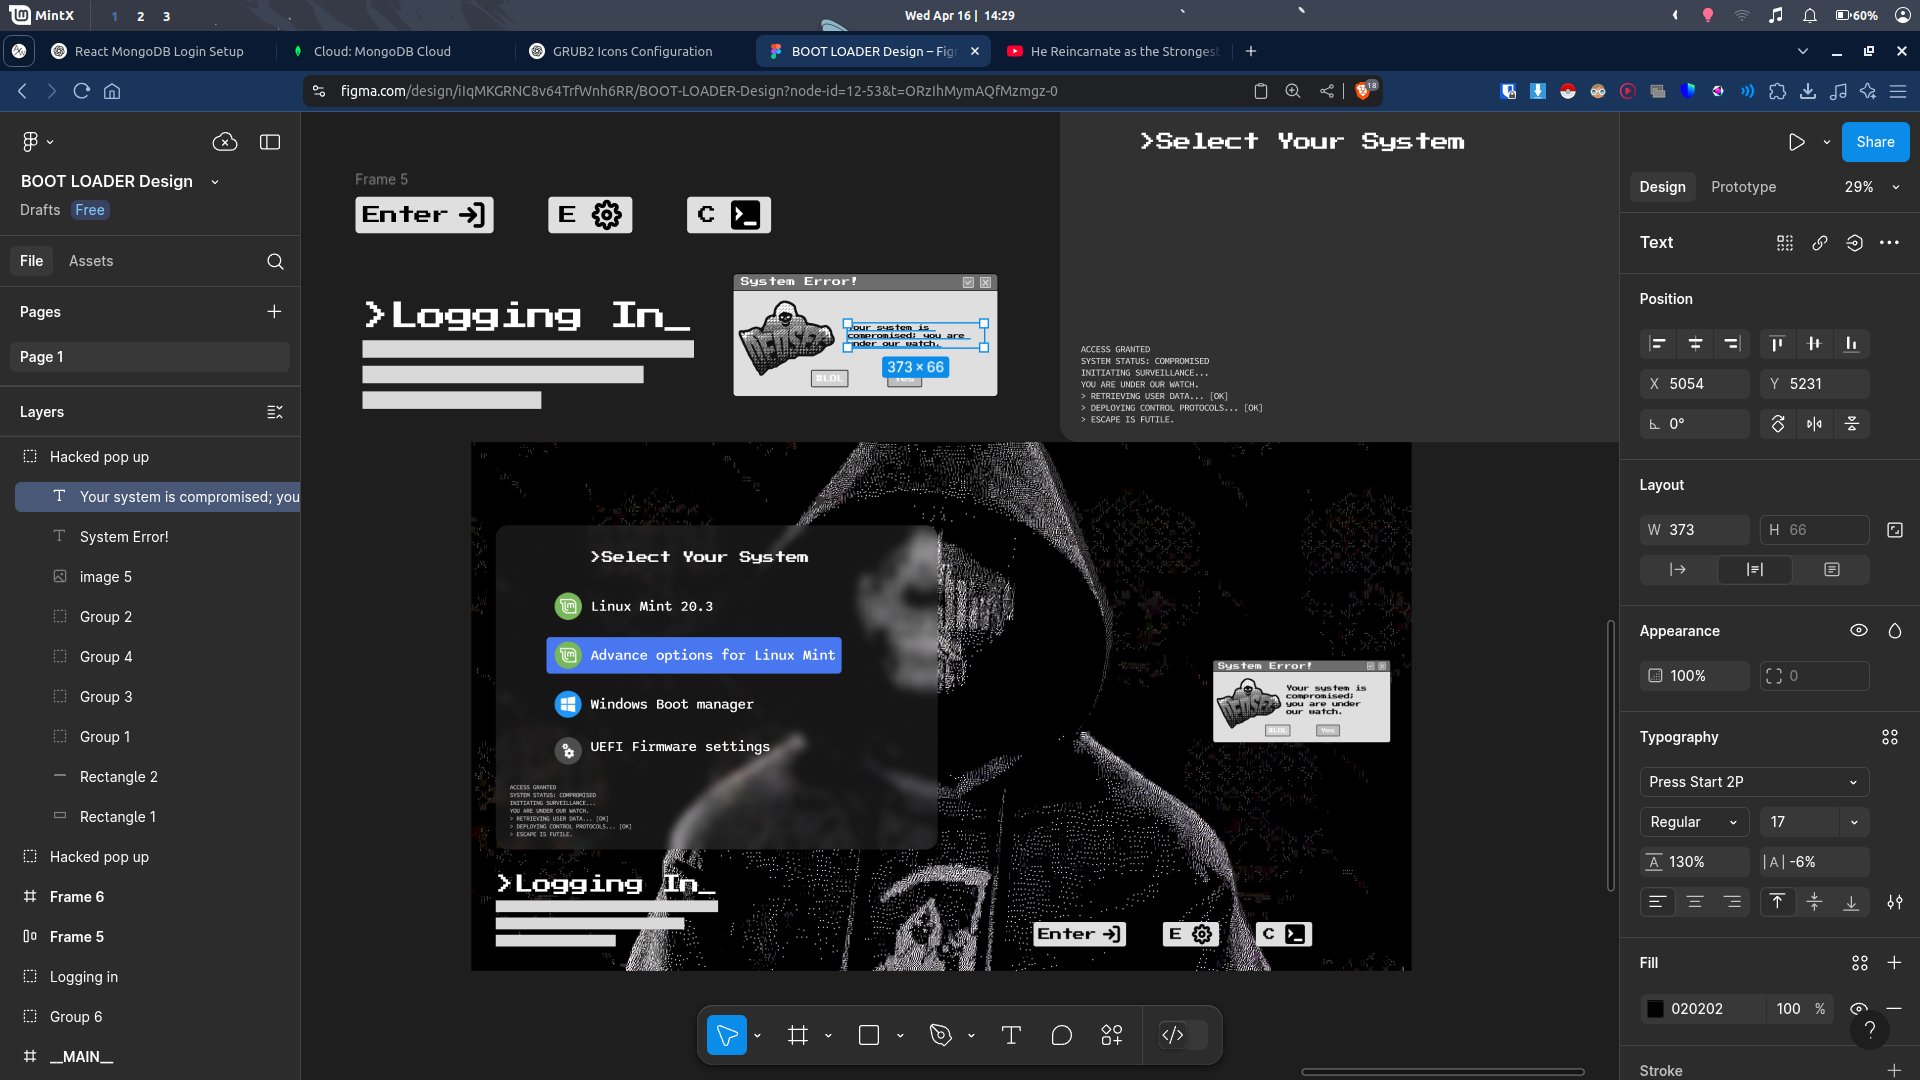 MintX
1
2
3
Wed Apr 16 | 14:29
60%
React MongoDB Login Setup
Cloud: MongoDB Cloud
GRUB2 Icons Configuration
BOOT LOADER Design – Fig
He Reincarnate as the Strongest
figma.com/design/iIqMKGRNC8v64TrfWnh6RR/BOOT-LOADER-Design?node-id=12-53&t=ORzIhMymAQfMzmgz-0
18
BOOT LOADER Design
Drafts
Free
File
Assets
Pages
Page 1
Layers
Hacked pop up
Your system is compromised; you
System Error!
image 5
Group 2
Group 4
Group 3
Group 1
Rectangle 2
Rectangle 1
Hacked pop up
Frame 6
Frame 5
Logging in
Group 6
__MAIN__
Frame 5
Enter
E
C
>Logging In_
System Error!
DEDSEC
Your system is
compromised; you are
under our watch.
373 × 66
#LOL
Yes
>Select Your System
ACCESS GRANTED
SYSTEM STATUS: COMPROMISED
INITIATING SURVEILLANCE...
YOU ARE UNDER OUR WATCH.
> RETRIEVING USER DATA... [OK]
> DEPLOYING CONTROL PROTOCOLS... [OK]
> ESCAPE IS FUTILE.
>Select Your System
Linux Mint 20.3
Advance options for Linux Mint
Windows Boot manager
UEFI Firmware settings
ACCESS GRANTED
SYSTEM STATUS: COMPROMISED
INITIATING SURVEILLANCE...
YOU ARE UNDER OUR WATCH.
> RETRIEVING USER DATA... [OK]
> DEPLOYING CONTROL PROTOCOLS... [OK]
> ESCAPE IS FUTILE.
System Error!
DEDSEC
Your system is
compromised;
you are under
our watch.
#LOL
Yes
>Logging In_
Enter
E
C
Share
Design
Prototype
29%
Text
Position
X 5054
Y 5231
0°
Layout
W 373
H 66
Appearance
100%
0
Typography
Press Start 2P
Regular
17
130%
|A| -6%
Fill
020202
100 %
?
Stroke